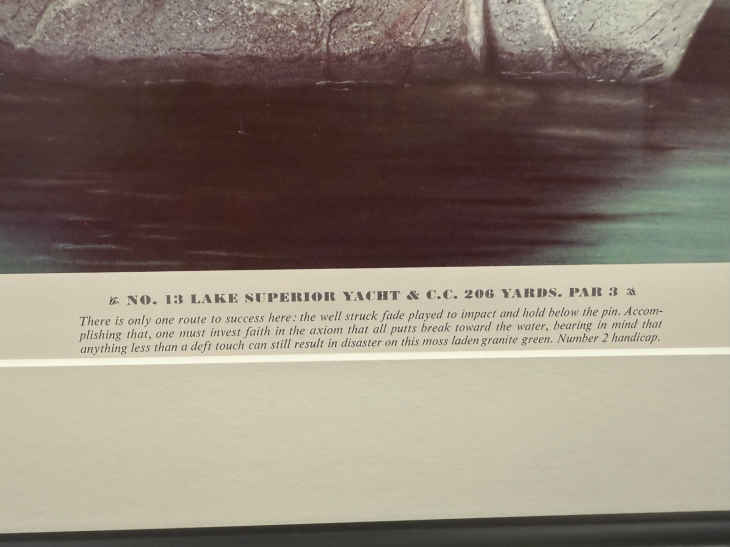 NO. 13 LAKE SUPERIOR YACHT & C.C. 206 YARDS. PAR 3
There is only one route to success here: the well struck fade played to impact and hold below the pin. Accom-
plishing that, one must invest faith in the axiom that all putts break toward the water, bearing in mind that
anything less than a deft touch can still result in disaster on this moss laden granite green. Number 2 handicap.